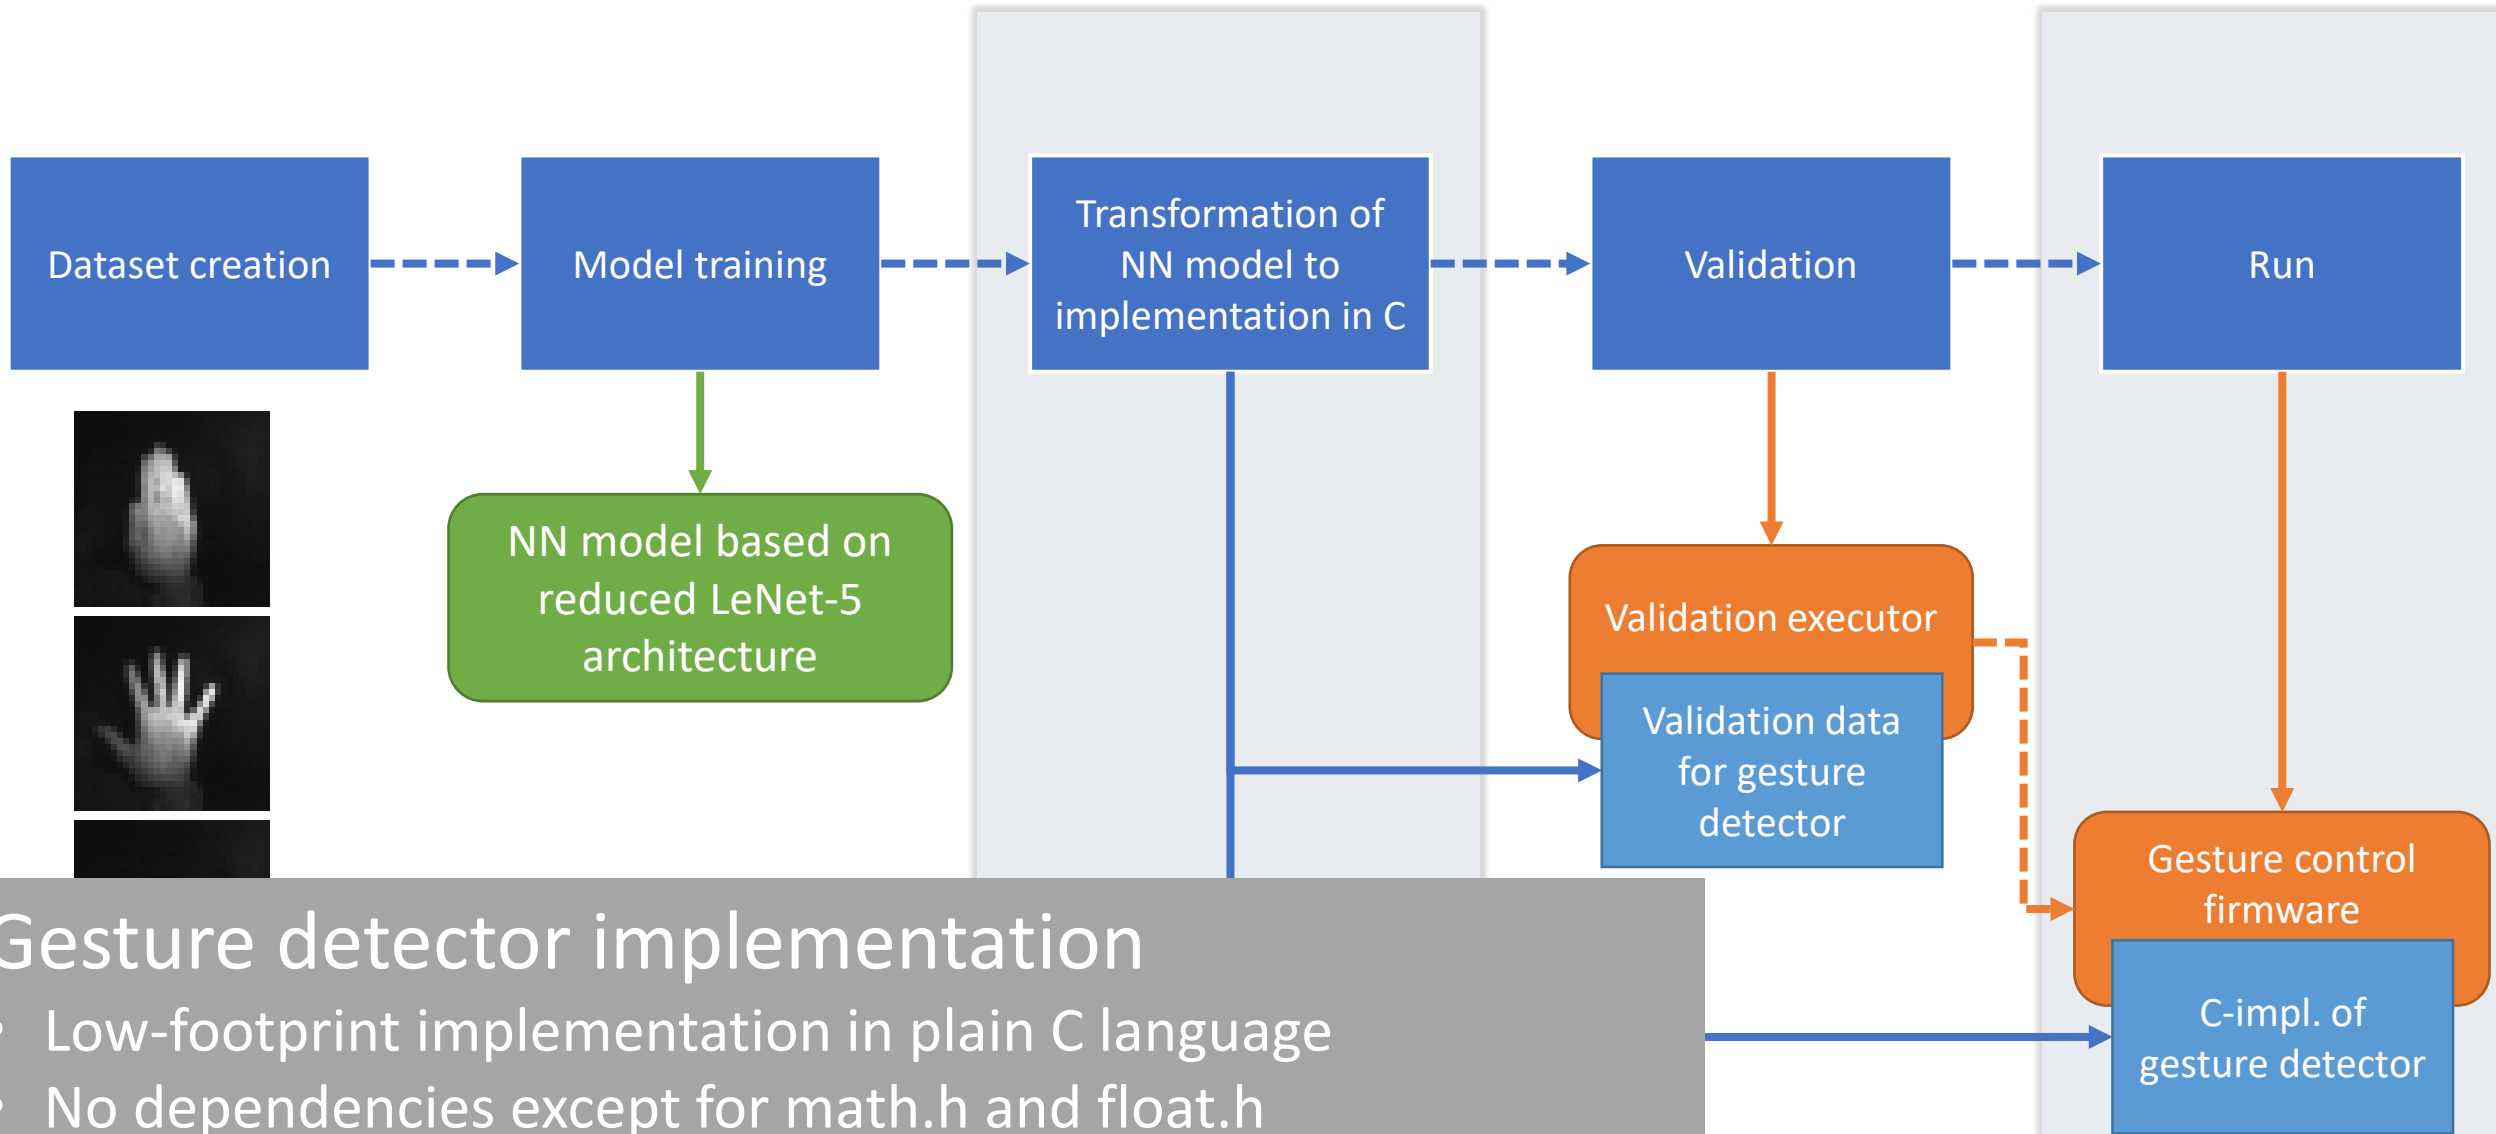 Dataset creation
Model training
Transformation of
NN model to
implementation in C
Validation
Run
NN model based on
reduced LeNet-5
architecture
Validation executor
Validation data
for gesture
detector
Gesture control
firmware
C-impl. of
gesture detector
Gesture detector implementation
• Low-footprint implementation in plain C language
• No dependencies except for math.h and float.h